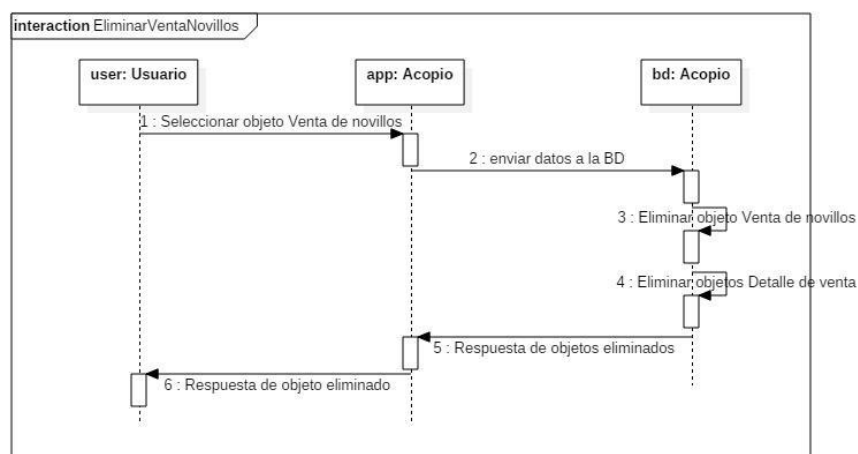 interaction EliminarVentaNovillos
user: Usuario
app: Acopio
bd: Acopio
1 : Seleccionar objeto Venta de novillos
2 : enviar datos a la BD
3 : Eliminar objeto Venta de novillos
4 : Eliminar objetos Detalle de venta
5 : Respuesta de objetos eliminados
6 : Respuesta de objeto eliminado